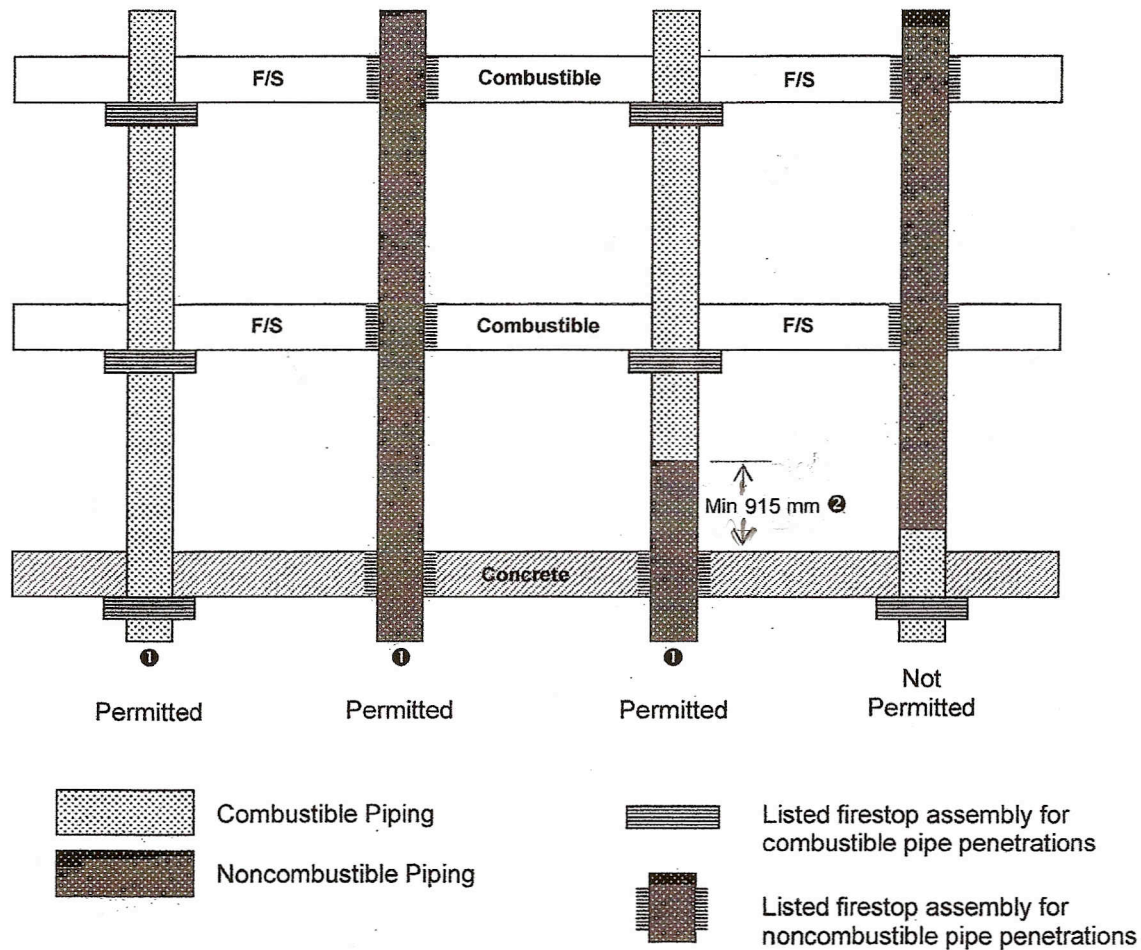 F/S Combustible F/S
F/S Combustible F/S
Min 915 mm ❷
Concrete
❶ ❶ ❶
Permitted Permitted Permitted Not Permitted
Combustible Piping
Noncombustible Piping
Listed firestop assembly for
combustible pipe penetrations
Listed firestop assembly for
noncombustible pipe penetrations